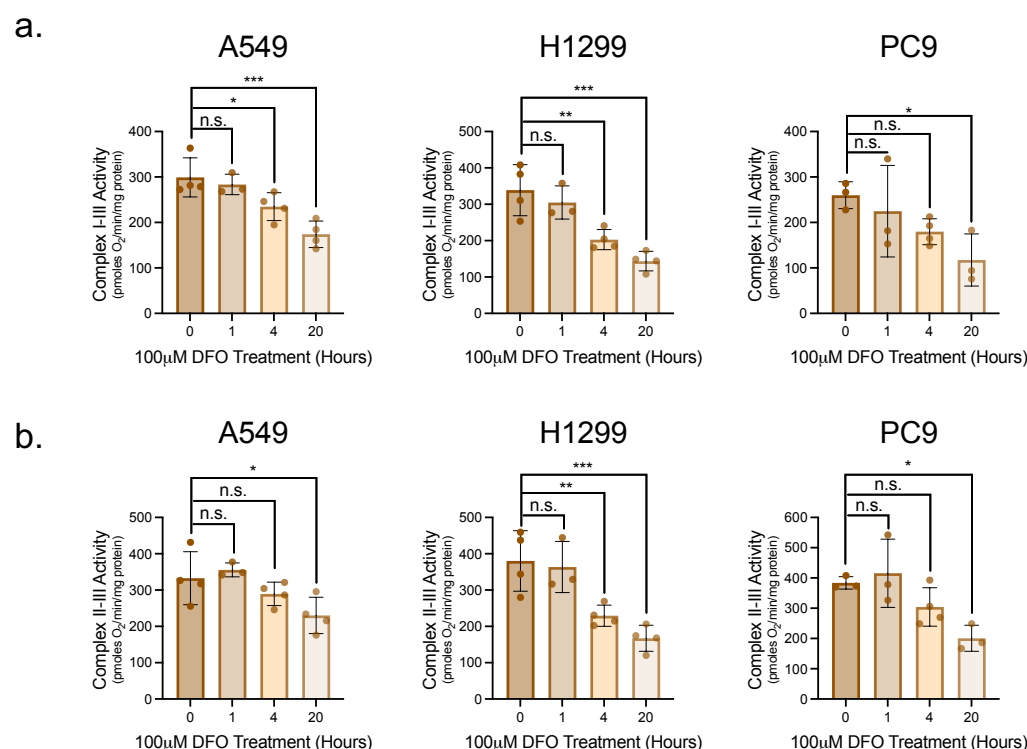 a.
A549
H1299
PC9
***
*
n.s.
***
**
n.s.
*
n.s.
n.s.
Complex I-III Activity
(pmoles O₂/min/mg protein)
400
300
200
100
0
0 1 4 20
100μM DFO Treatment (Hours)
Complex I-III Activity
(pmoles O₂/min/mg protein)
500
400
300
200
100
0
0 1 4 20
100μM DFO Treatment (Hours)
Complex I-III Activity
(pmoles O₂/min/mg protein)
400
300
200
100
0
0 1 4 20
100μM DFO Treatment (Hours)
b.
A549
H1299
PC9
*
n.s.
n.s.
***
**
n.s.
*
n.s.
n.s.
Complex II-III Activity
(pmoles O₂/min/mg protein)
500
400
300
200
100
0
0 1 4 20
100μM DFO Treatment (Hours)
Complex II-III Activity
(pmoles O₂/min/mg protein)
500
400
300
200
100
0
0 1 4 20
100μM DFO Treatment (Hours)
Complex II-III Activity
(pmoles O₂/min/mg protein)
600
500
400
300
200
100
0
0 1 4 20
100μM DFO Treatment (Hours)